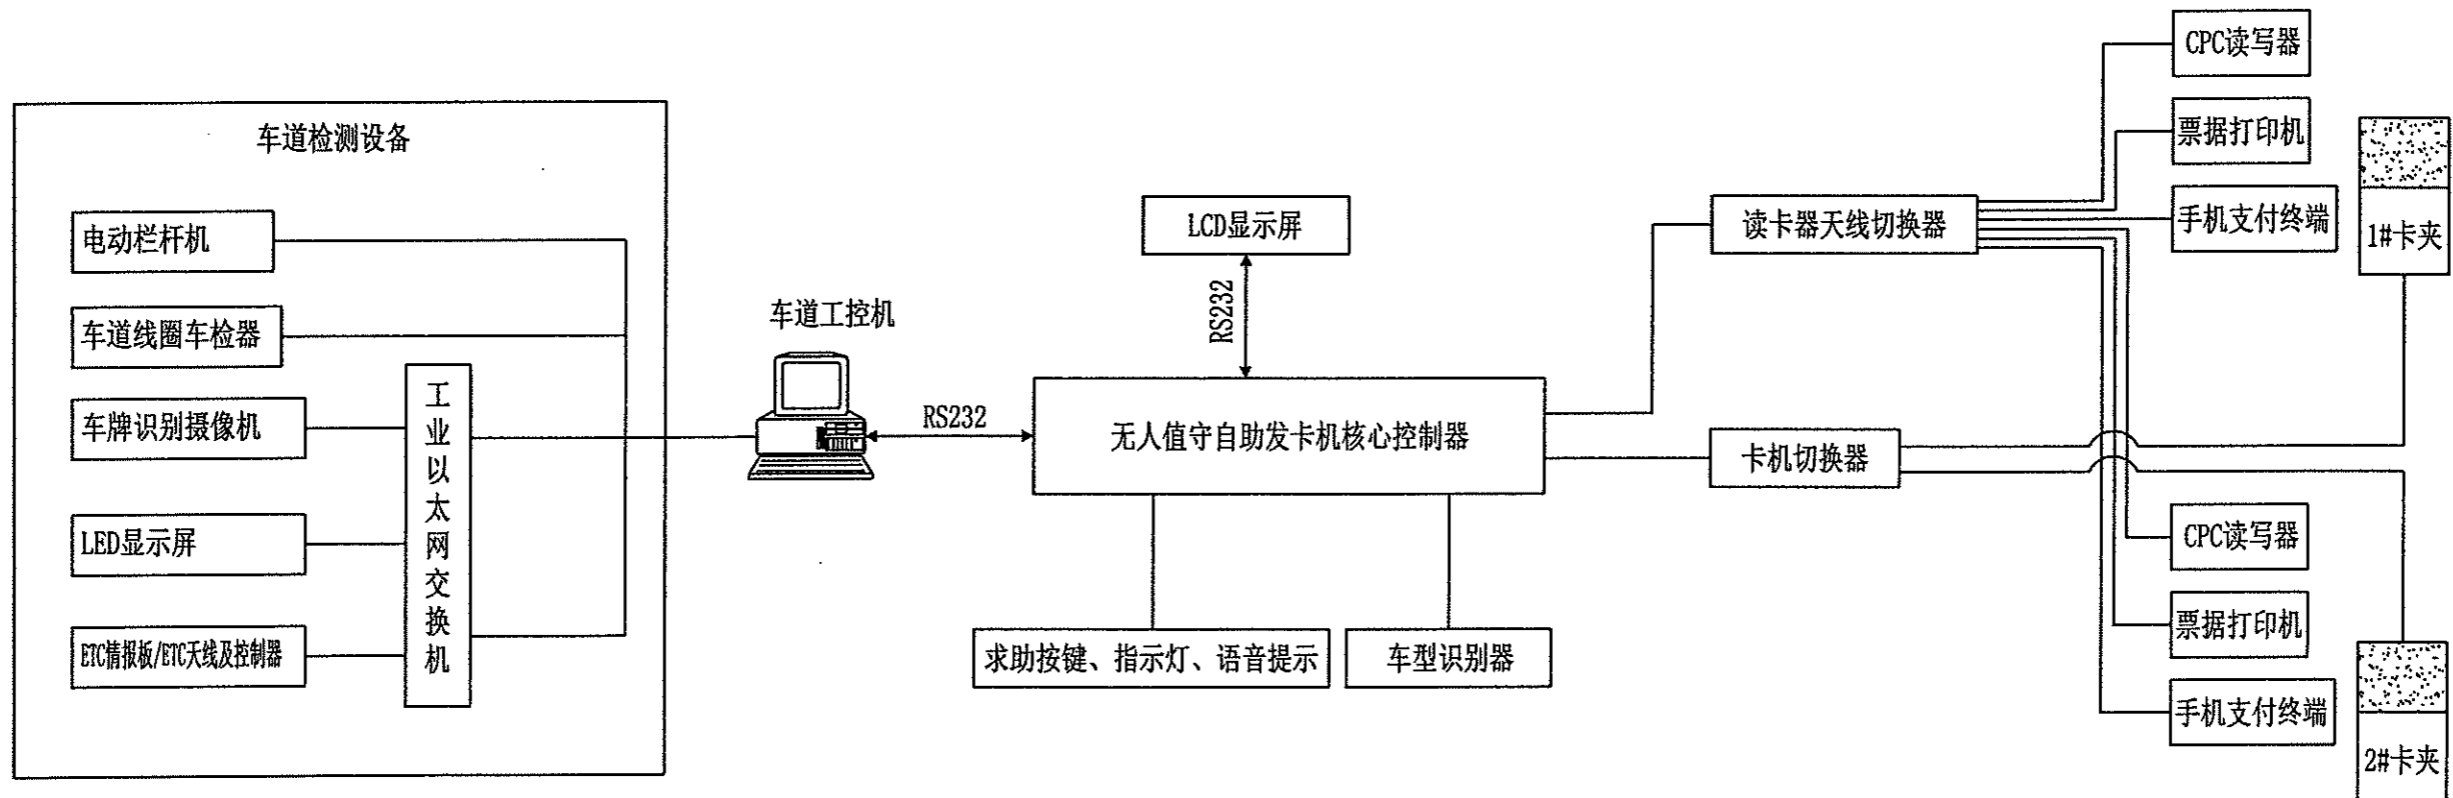 车道检测设备
电动栏杆机
车道线圈车检器
车牌识别摄像机
LED显示屏
ETC情报板/ETC天线及控制器
工业以太网交换机
车道工控机
RS232
LCD显示屏
RS232
无人值守自助发卡机核心控制器
求助按键、指示灯、语音提示
车型识别器
读卡器天线切换器
卡机切换器
CPC读写器
票据打印机
手机支付终端
1#卡夹
CPC读写器
票据打印机
手机支付终端
2#卡夹